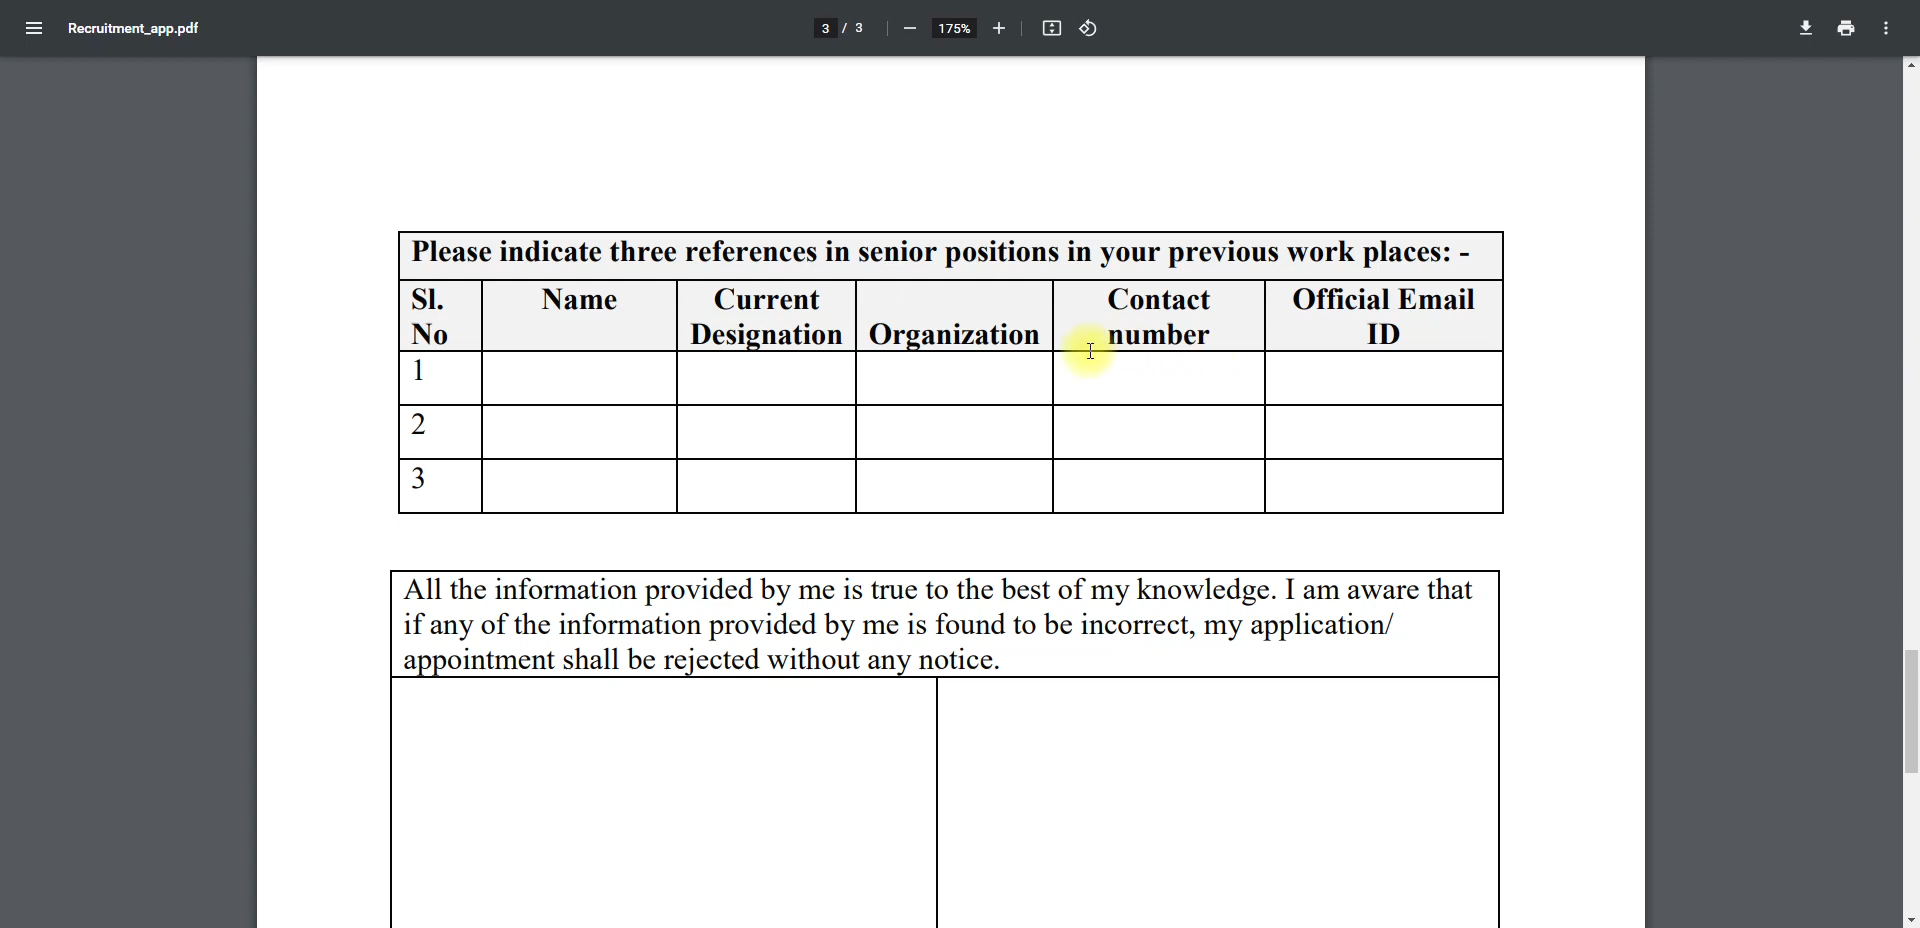 Recruitment_app.pdf
3 / 3
175%
Please indicate three references in senior positions in your previous work places: -
Sl. No
Name
Current Designation
Organization
Contact number
Official Email ID
1
2
3
All the information provided by me is true to the best of my knowledge. I am aware that
if any of the information provided by me is found to be incorrect, my application/
appointment shall be rejected without any notice.